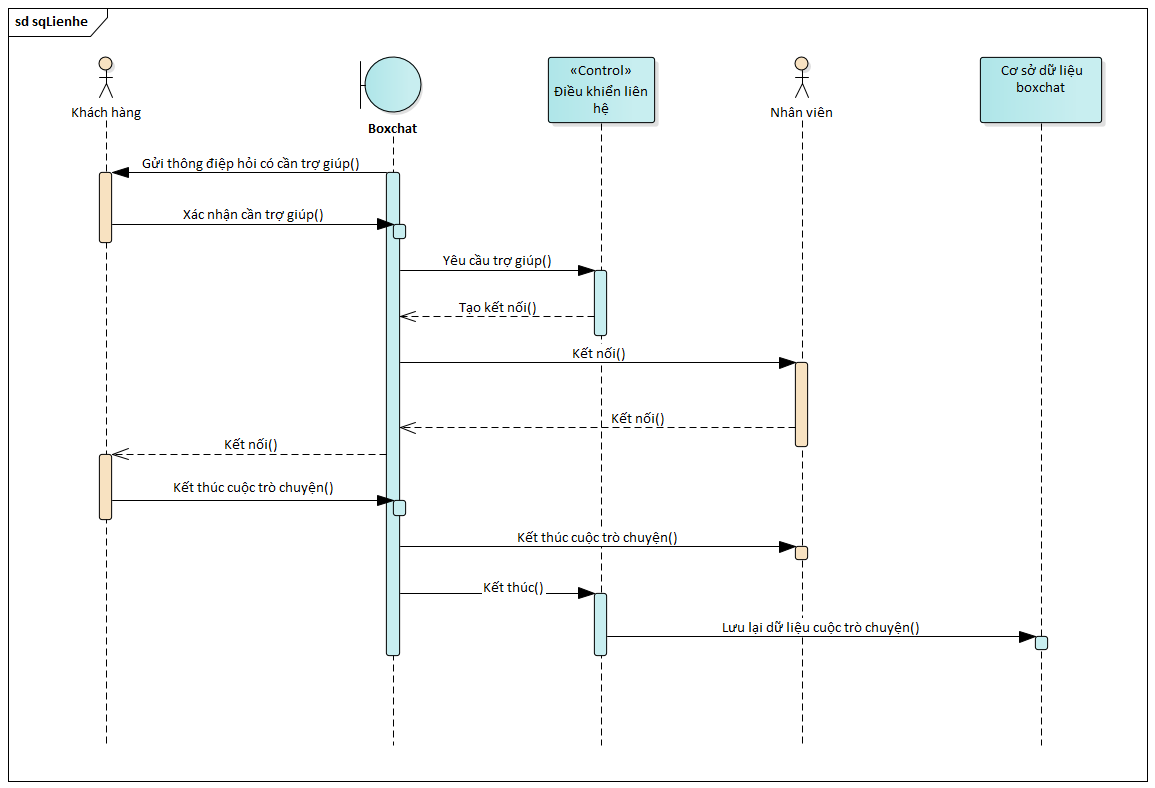 sd sqLienhe
Khách hàng
Boxchat
«Control»
Điều khiển liên
hệ
Nhân viên
Cơ sở dữ liệu
boxchat
Gửi thông điệp hỏi có cần trợ giúp()
Xác nhận cần trợ giúp()
Yêu cầu trợ giúp()
Tạo kết nối()
Kết nối()
Kết nối()
Kết nối()
Kết thúc cuộc trò chuyện()
Kết thúc cuộc trò chuyện()
Kết thúc()
Lưu lại dữ liệu cuộc trò chuyện()